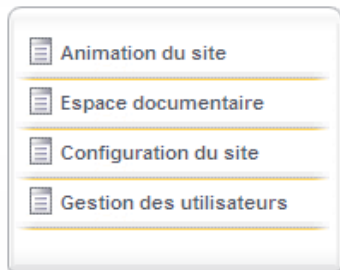 Animation du site
Espace documentaire
Configuration du site
Gestion des utilisateurs